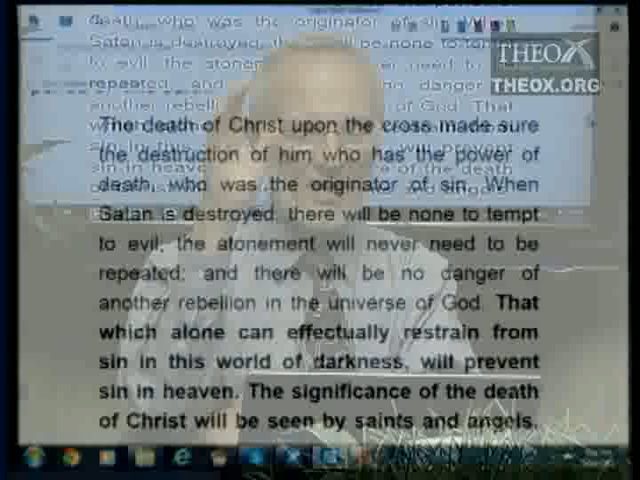 THEOX
THEOX.ORG
The death of Christ upon the cross made sure
the destruction of him who has the power of
death, who was the originator of sin. When
Satan is destroyed, there will be none to tempt
to evil; the atonement will never need to be
repeated; and there will be no danger of
another rebellion in the universe of God. That
which alone can effectually restrain from
sin in this world of darkness, will prevent
sin in heaven. The significance of the death
of Christ will be seen by saints and angels.